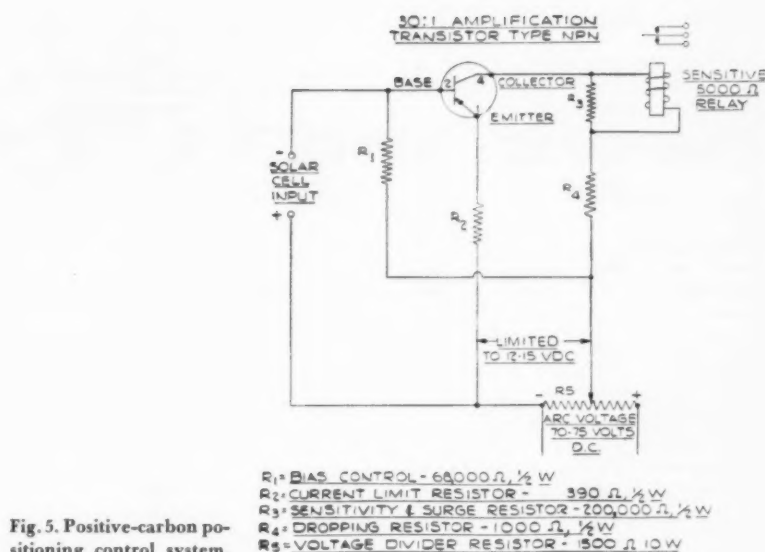 30:1 AMPLIFICATION
TRANSISTOR TYPE NPN
BASE
2
4
COLLECTOR
1
EMITTER
SENSITIVE
5000 Ω
RELAY
R1
R2
R3
R4
-
SOLAR
CELL
INPUT
+
LIMITED
TO 12-15 VDC
- R5 +
ARC VOLTAGE
70-75 VOLTS
D.C.
R1= BIAS CONTROL - 68,000 Ω, ½ W
R2= CURRENT LIMIT RESISTOR - 390 Ω, ½ W
R3= SENSITIVITY & SURGE RESISTOR - 200,000 Ω, ½ W
R4= DROPPING RESISTOR - 1000 Ω, ½ W
R5= VOLTAGE DIVIDER RESISTOR - 1500 Ω 10 W
Fig. 5. Positive-carbon po-
sitioning control system.